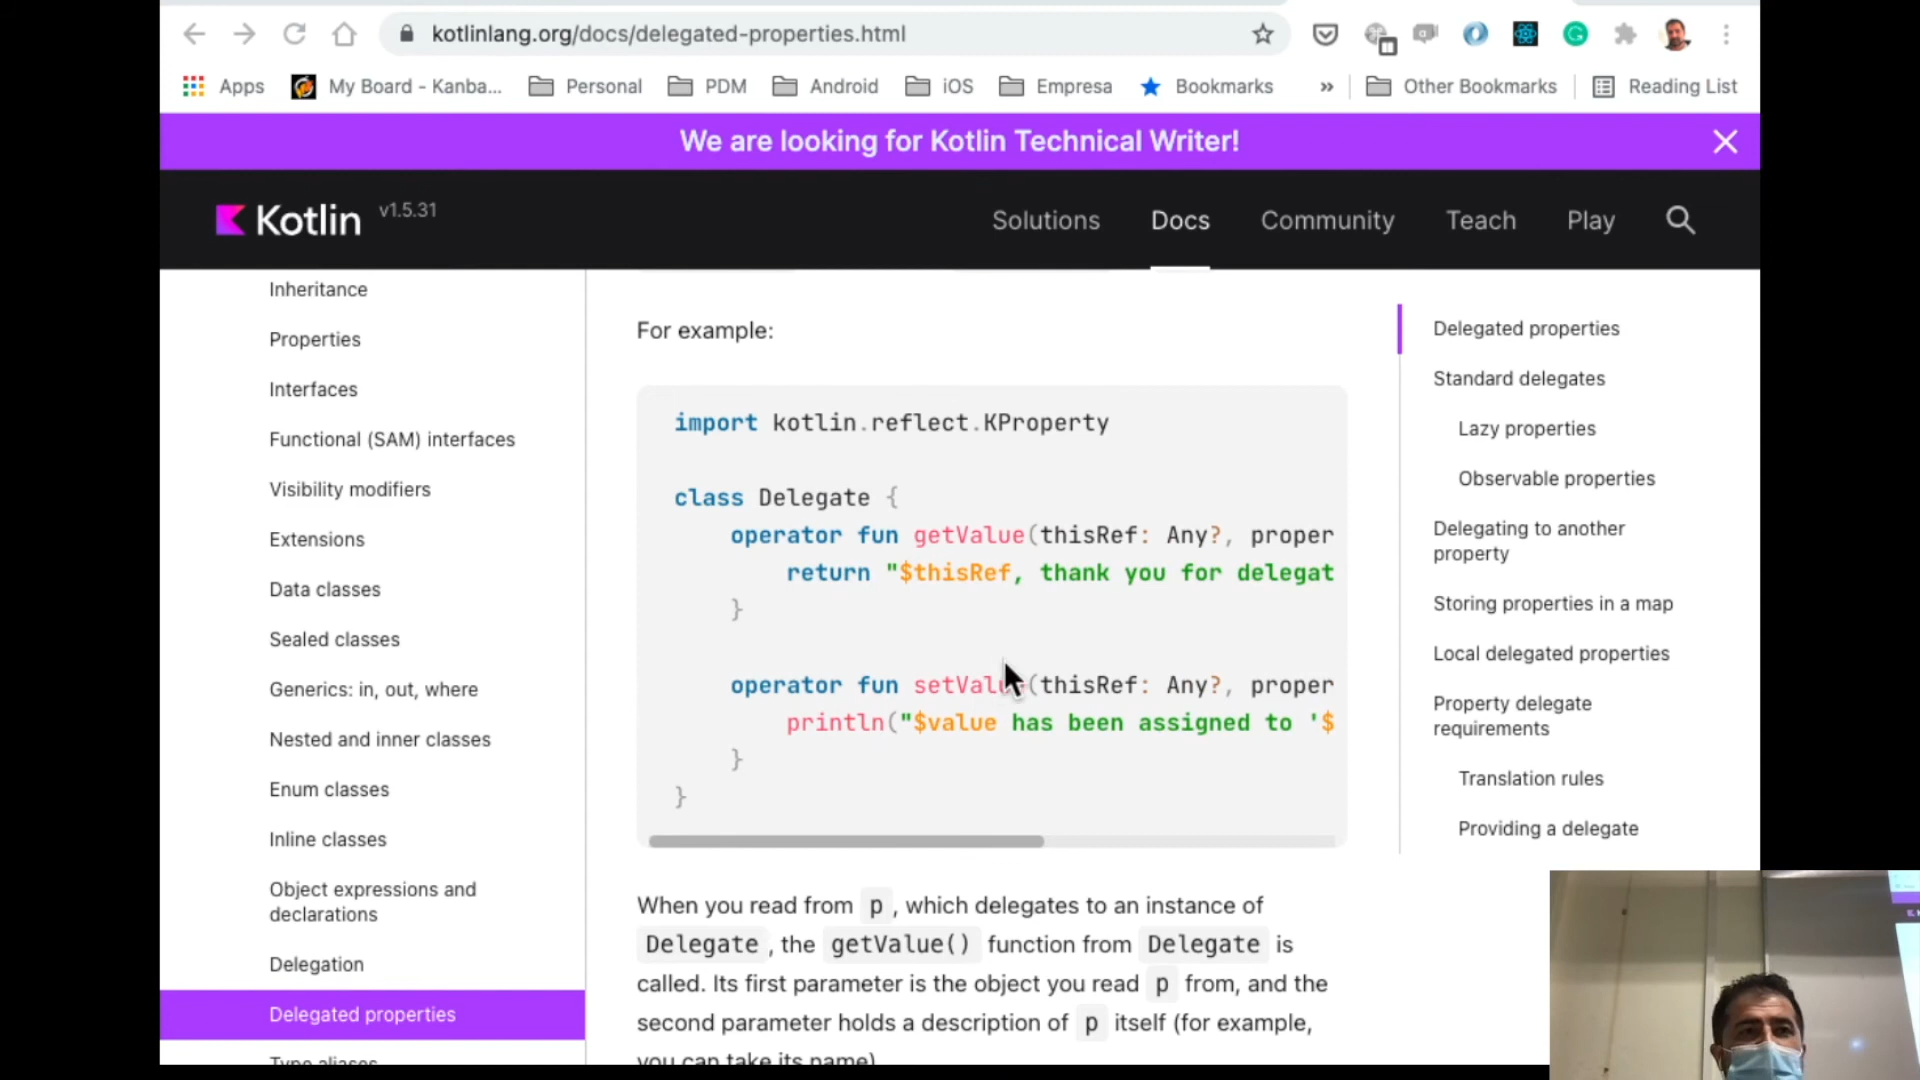 kotlinlang.org/docs/delegated-properties.html
Apps
My Board - Kanba...
Personal
PDM
Android
iOS
Empresa
Bookmarks
»
Other Bookmarks
Reading List
We are looking for Kotlin Technical Writer!
Kotlin v1.5.31
Solutions
Docs
Community
Teach
Play
Inheritance
Properties
Interfaces
Functional (SAM) interfaces
Visibility modifiers
Extensions
Data classes
Sealed classes
Generics: in, out, where
Nested and inner classes
Enum classes
Inline classes
Object expressions and
declarations
Delegation
Delegated properties
Type aliases
For example:
import kotlin.reflect.KProperty
class Delegate {
operator fun getValue(thisRef: Any?, proper
return "$thisRef, thank you for delegat
}
operator fun setValue(thisRef: Any?, proper
println("$value has been assigned to '$
}
}
When you read from p , which delegates to an instance of
Delegate , the getValue() function from Delegate is
called. Its first parameter is the object you read p from, and the
second parameter holds a description of p itself (for example,
you can take its name).
Delegated properties
Standard delegates
Lazy properties
Observable properties
Delegating to another
property
Storing properties in a map
Local delegated properties
Property delegate
requirements
Translation rules
Providing a delegate